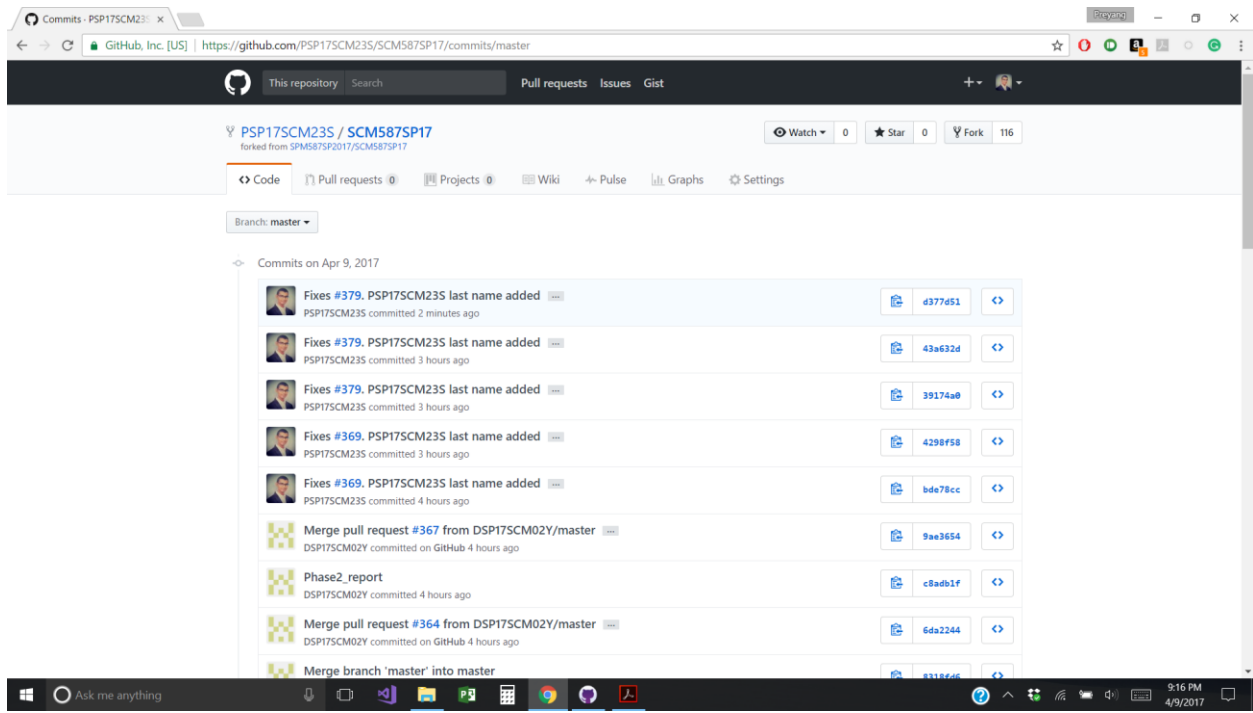 Commits · PSP17SCM23S
Preyang
GitHub, Inc. [US] https://github.com/PSP17SCM23S/SCM587SP17/commits/master
This repository Search Pull requests Issues Gist
PSP17SCM23S / SCM587SP17
forked from SPM587SP2017/SCM587SP17
Watch 0 Star 0 Fork 116
Code Pull requests 0 Projects 0 Wiki Pulse Graphs Settings
Branch: master
Commits on Apr 9, 2017
Fixes #379. PSP17SCM23S last name added …
PSP17SCM23S committed 2 minutes ago
d377d51
Fixes #379. PSP17SCM23S last name added …
PSP17SCM23S committed 3 hours ago
43a632d
Fixes #379. PSP17SCM23S last name added …
PSP17SCM23S committed 3 hours ago
39174a0
Fixes #369. PSP17SCM23S last name added …
PSP17SCM23S committed 3 hours ago
4298f58
Fixes #369. PSP17SCM23S last name added …
PSP17SCM23S committed 4 hours ago
bde78cc
Merge pull request #367 from DSP17SCM02Y/master …
DSP17SCM02Y committed on GitHub 4 hours ago
9ae3654
Phase2_report
DSP17SCM02Y committed 4 hours ago
c8adb1f
Merge pull request #364 from DSP17SCM02Y/master …
DSP17SCM02Y committed on GitHub 4 hours ago
6da2244
Merge branch 'master' into master
8318fd6
Ask me anything
9:16 PM
4/9/2017